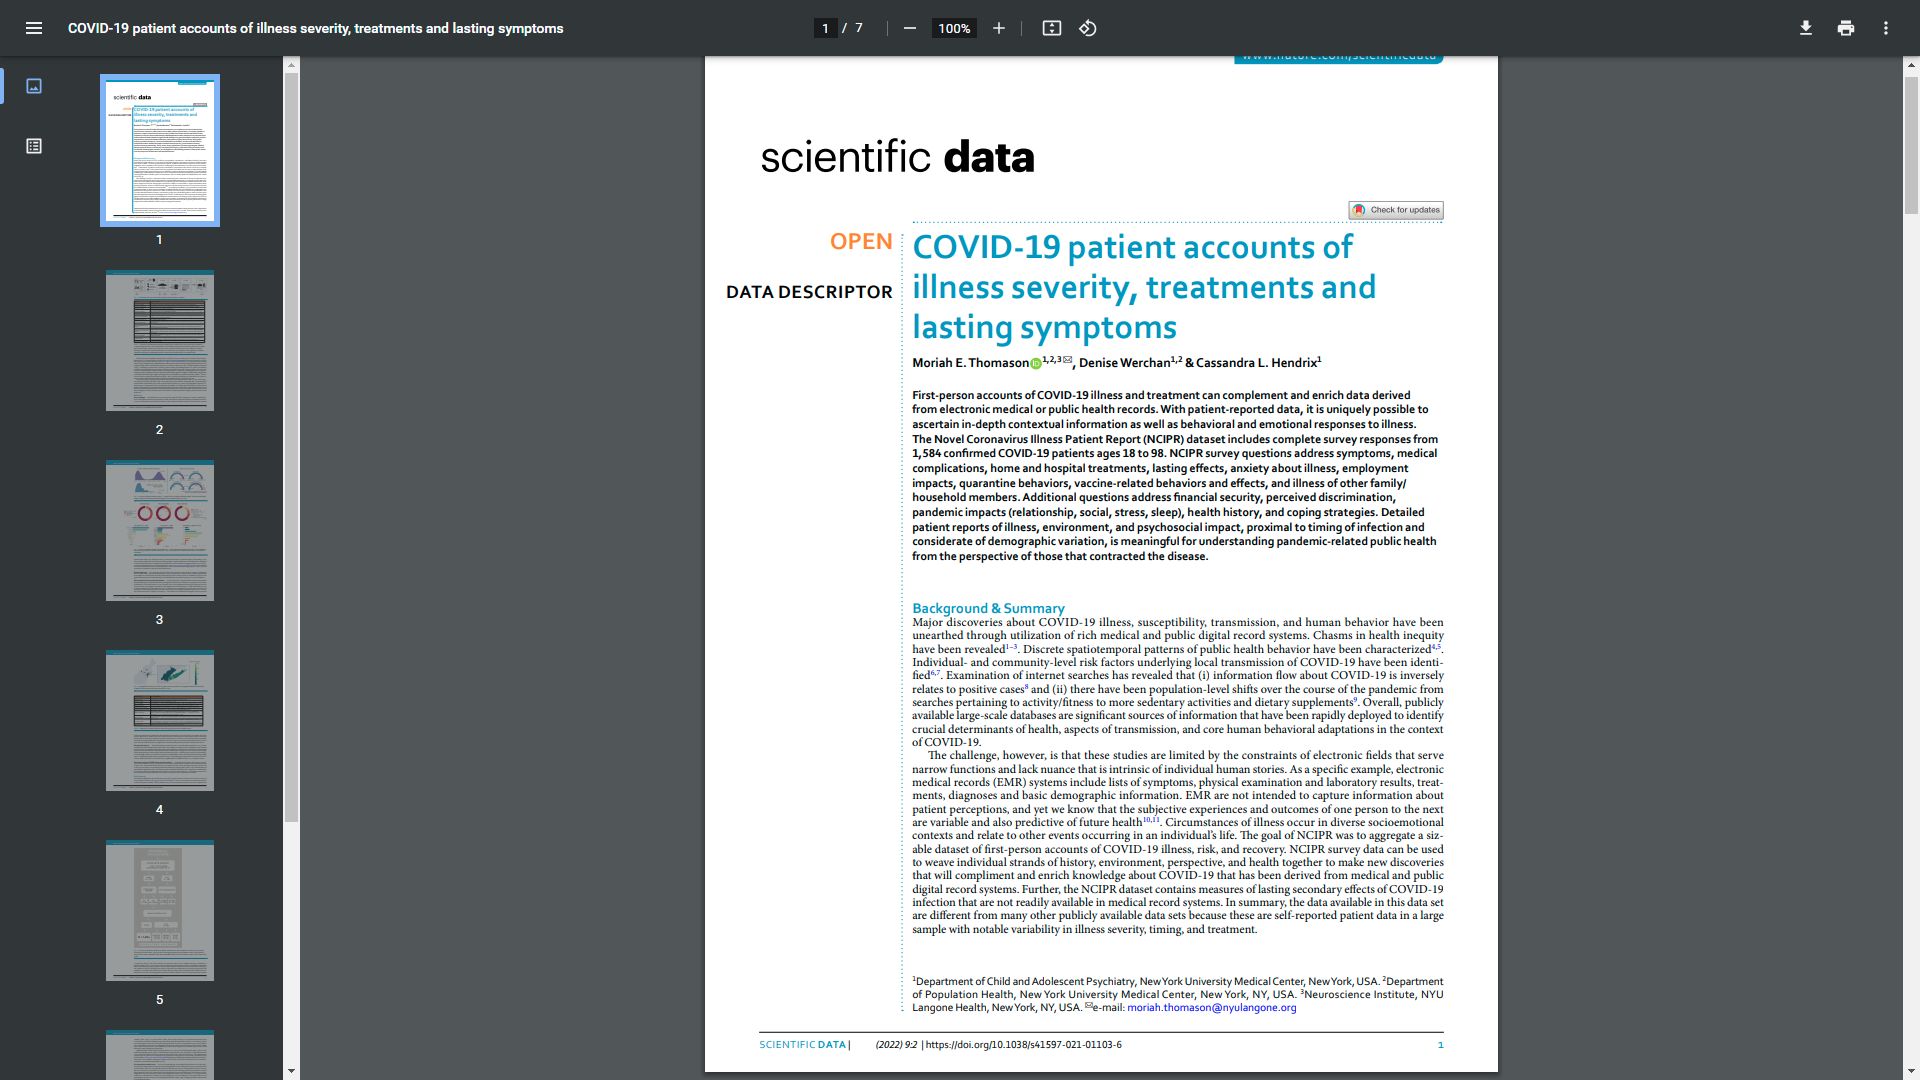 COVID-19 patient accounts of illness severity, treatments and lasting symptoms
1 / 7
100%
1
2
3
4
5
www.nature.com/scientificdata
scientific data
Check for updates
OPEN
DATA DESCRIPTOR
COVID-19 patient accounts of
illness severity, treatments and
lasting symptoms
Moriah E. Thomason 1,2,3✉, Denise Werchan1,2 & Cassandra L. Hendrix1
First-person accounts of COVID-19 illness and treatment can complement and enrich data derived
from electronic medical or public health records. With patient-reported data, it is uniquely possible to
ascertain in-depth contextual information as well as behavioral and emotional responses to illness.
The Novel Coronavirus Illness Patient Report (NCIPR) dataset includes complete survey responses from
1,584 confirmed COVID-19 patients ages 18 to 98. NCIPR survey questions address symptoms, medical
complications, home and hospital treatments, lasting effects, anxiety about illness, employment
impacts, quarantine behaviors, vaccine-related behaviors and effects, and illness of other family/
household members. Additional questions address financial security, perceived discrimination,
pandemic impacts (relationship, social, stress, sleep), health history, and coping strategies. Detailed
patient reports of illness, environment, and psychosocial impact, proximal to timing of infection and
considerate of demographic variation, is meaningful for understanding pandemic-related public health
from the perspective of those that contracted the disease.
Background & Summary
Major discoveries about COVID-19 illness, susceptibility, transmission, and human behavior have been
unearthed through utilization of rich medical and public digital record systems. Chasms in health inequity
have been revealed1–3. Discrete spatiotemporal patterns of public health behavior have been characterized4,5.
Individual- and community-level risk factors underlying local transmission of COVID-19 have been identi-
fied6,7. Examination of internet searches has revealed that (i) information flow about COVID-19 is inversely
relates to positive cases8 and (ii) there have been population-level shifts over the course of the pandemic from
searches pertaining to activity/fitness to more sedentary activities and dietary supplements9. Overall, publicly
available large-scale databases are significant sources of information that have been rapidly deployed to identify
crucial determinants of health, aspects of transmission, and core human behavioral adaptations in the context
of COVID-19.
The challenge, however, is that these studies are limited by the constraints of electronic fields that serve
narrow functions and lack nuance that is intrinsic of individual human stories. As a specific example, electronic
medical records (EMR) systems include lists of symptoms, physical examination and laboratory results, treat-
ments, diagnoses and basic demographic information. EMR are not intended to capture information about
patient perceptions, and yet we know that the subjective experiences and outcomes of one person to the next
are variable and also predictive of future health10,11. Circumstances of illness occur in diverse socioemotional
contexts and relate to other events occurring in an individual's life. The goal of NCIPR was to aggregate a siz-
able dataset of first-person accounts of COVID-19 illness, risk, and recovery. NCIPR survey data can be used
to weave individual strands of history, environment, perspective, and health together to make new discoveries
that will compliment and enrich knowledge about COVID-19 that has been derived from medical and public
digital record systems. Further, the NCIPR dataset contains measures of lasting secondary effects of COVID-19
infection that are not readily available in medical record systems. In summary, the data available in this data set
are different from many other publicly available data sets because these are self-reported patient data in a large
sample with notable variability in illness severity, timing, and treatment.
1Department of Child and Adolescent Psychiatry, New York University Medical Center, New York, USA. 2Department
of Population Health, New York University Medical Center, New York, NY, USA. 3Neuroscience Institute, NYU
Langone Health, New York, NY, USA. ✉e-mail: moriah.thomason@nyulangone.org
SCIENTIFIC DATA | (2022) 9:2 | https://doi.org/10.1038/s41597-021-01103-6 1